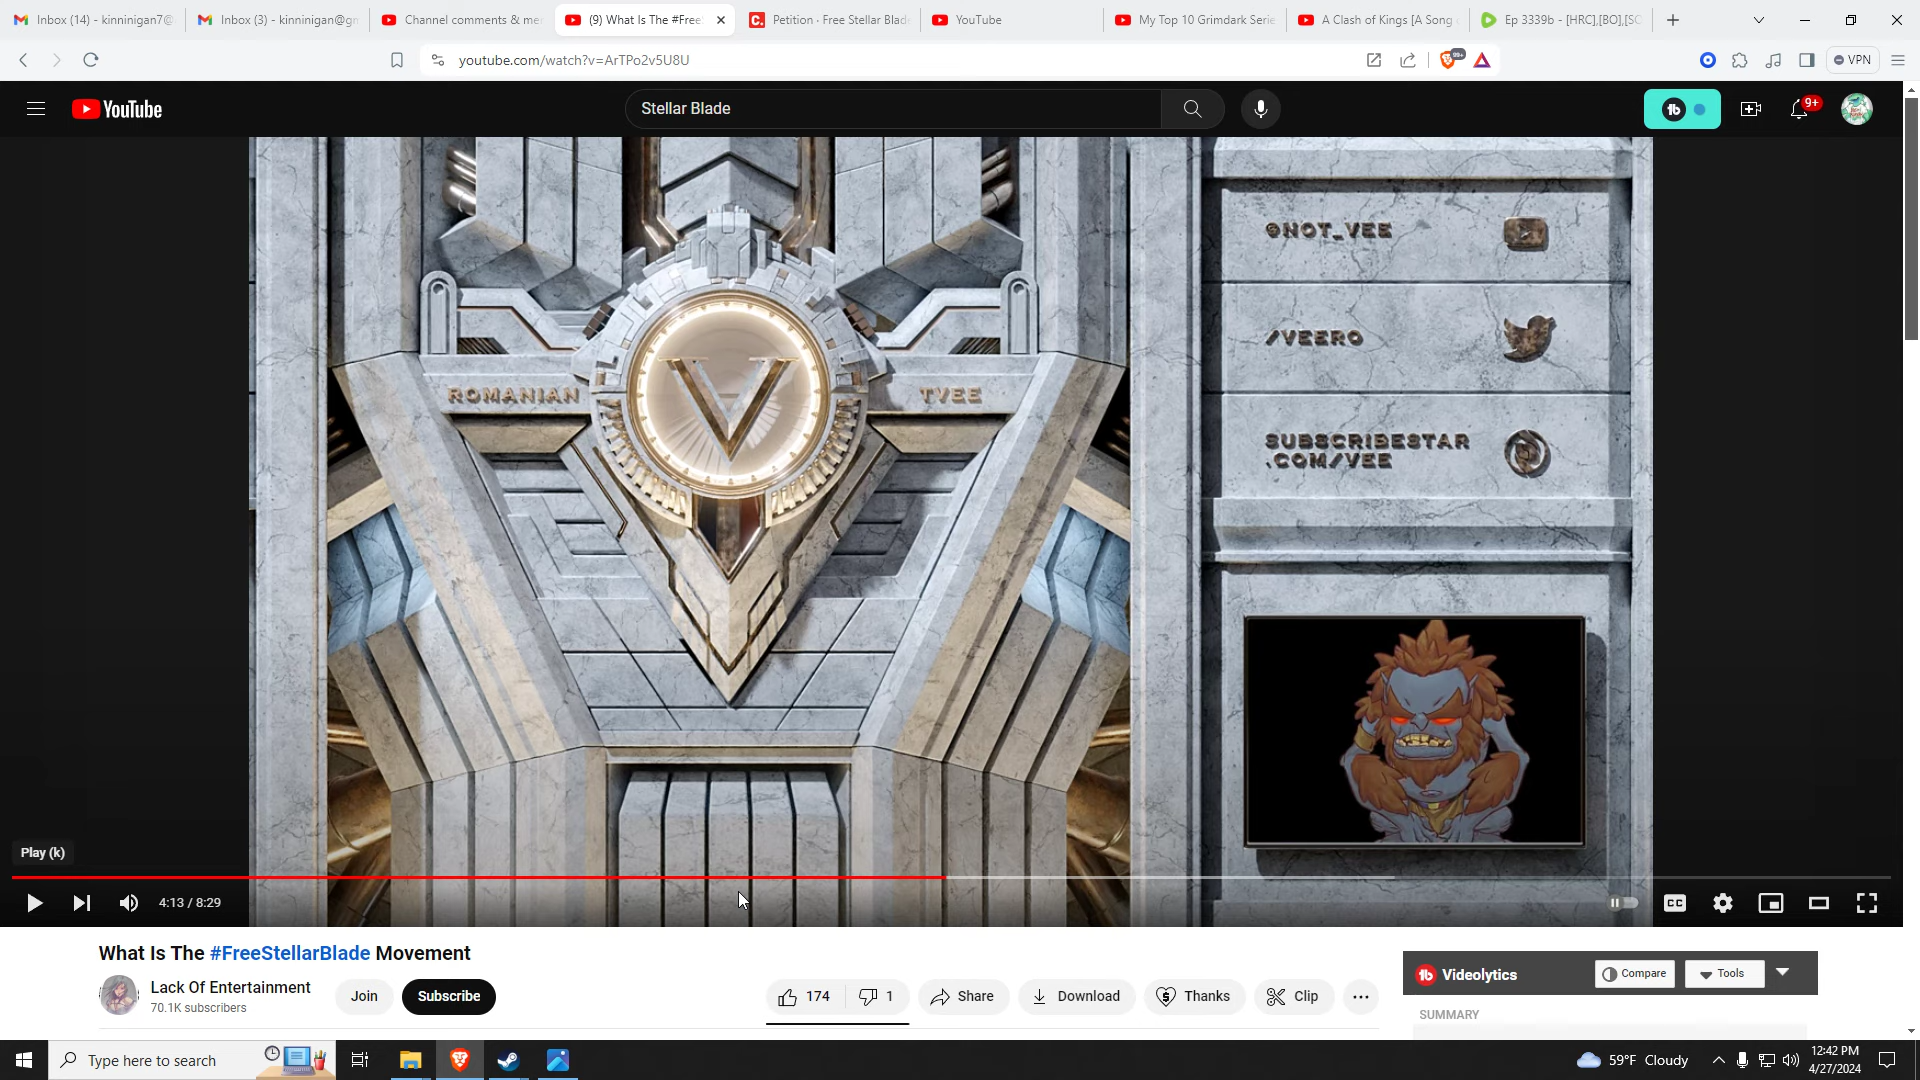 Inbox (14) - kinninigan7@
Inbox (3) - kinninigan@gm
Channel comments & me
(9) What Is The #Free
Petition · Free Stellar Blad
YouTube
My Top 10 Grimdark Serie
A Clash of Kings [A Song
Ep 3339b - [HRC],[BO],[SC
youtube.com/watch?v=ArTPo2v5U8U
99+
VPN
YouTube
Stellar Blade
9+
@NOT_VEE
/VEERO
V
ROMANIAN
TVEE
SUBSCRIBESTAR
.COM/VEE
Play (k)
4:13 / 8:29
CC
What Is The #FreeStellarBlade Movement
Lack Of Entertainment
70.1K subscribers
Join
Subscribe
174
1
Share
Download
Thanks
Clip
Videolytics
Compare
Tools
SUMMARY
Type here to search
59°F Cloudy
12:42 PM
4/27/2024